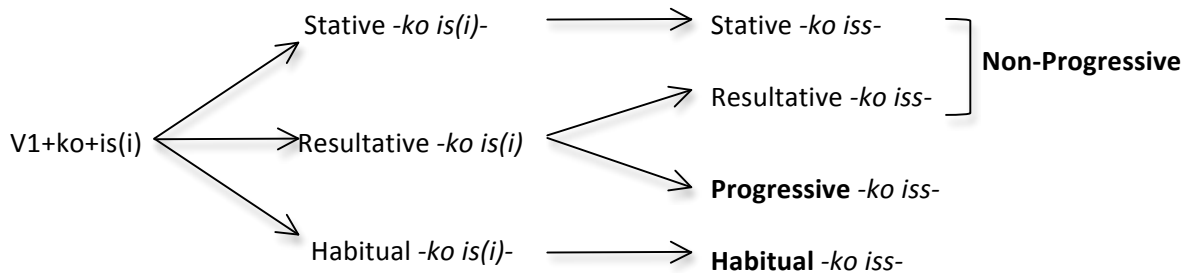 Stative -ko is(i)- Stative -ko iss-
Non-Progressive
Resultative -ko iss-
V1+ko+is(i) Resultative -ko is(i)
Progressive -ko iss-
Habitual -ko is(i)- Habitual -ko iss-